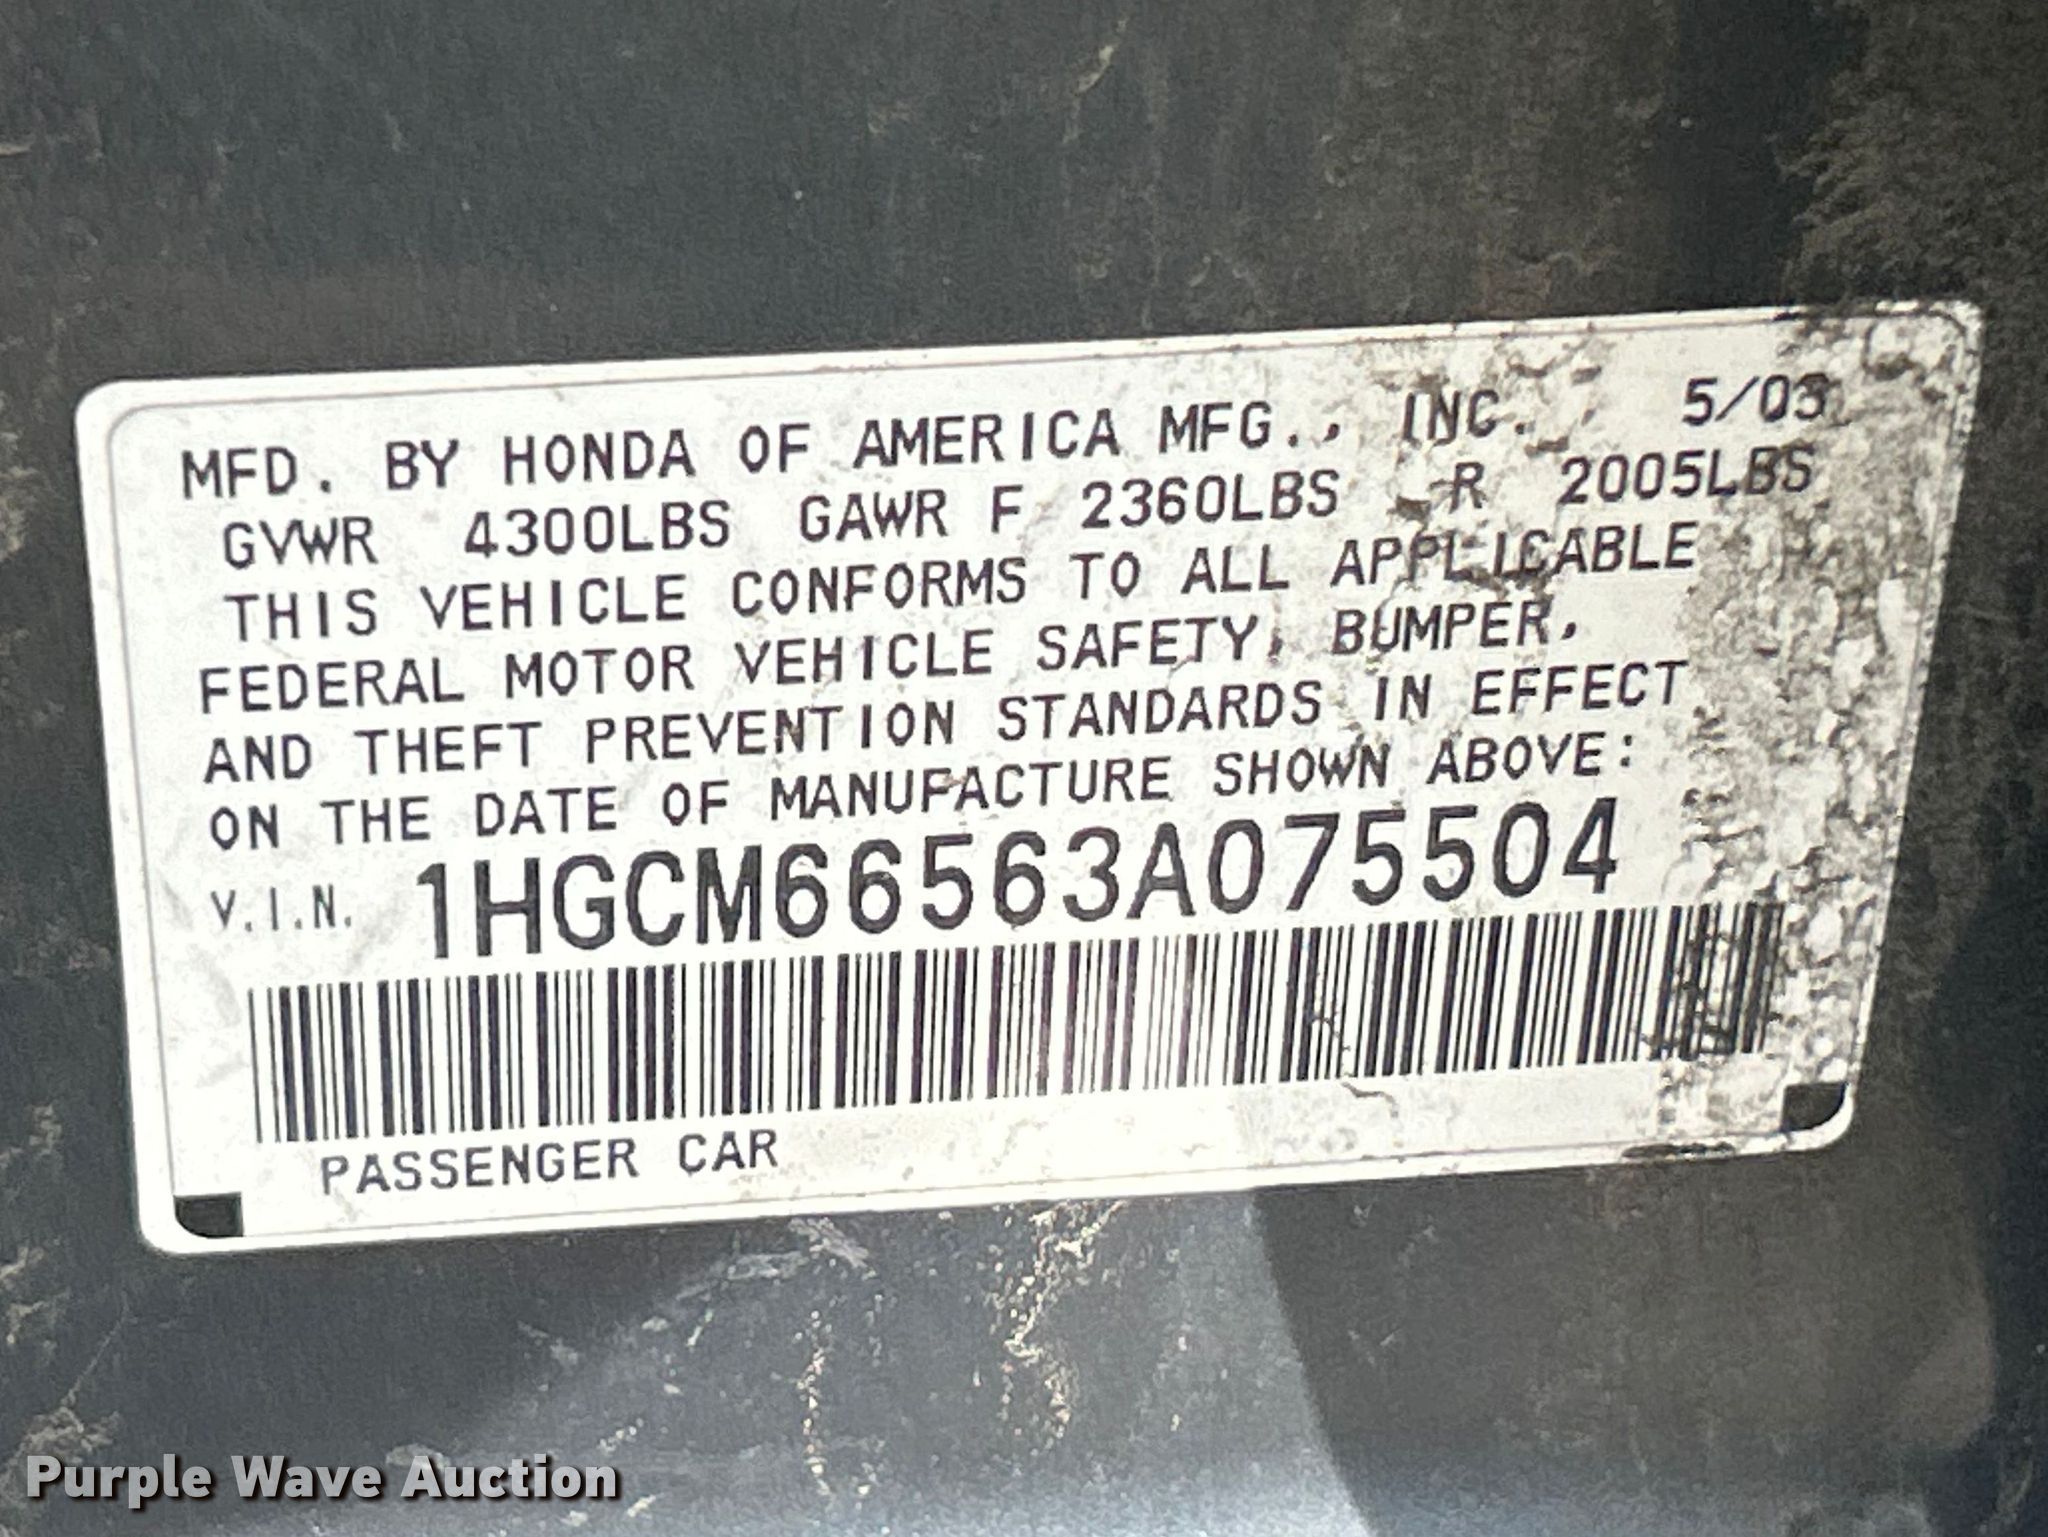 MFD. BY HONDA OF AMERICA MFG., INC. 5/03
GVWR 4300LBS GAWR F 2360LBS R 2005LBS
THIS VEHICLE CONFORMS TO ALL APPLICABLE
FEDERAL MOTOR VEHICLE SAFETY, BUMPER,
AND THEFT PREVENTION STANDARDS IN EFFECT
ON THE DATE OF MANUFACTURE SHOWN ABOVE:
V.I.N. 1HGCM66563A075504
PASSENGER CAR
Purple Wave Auction